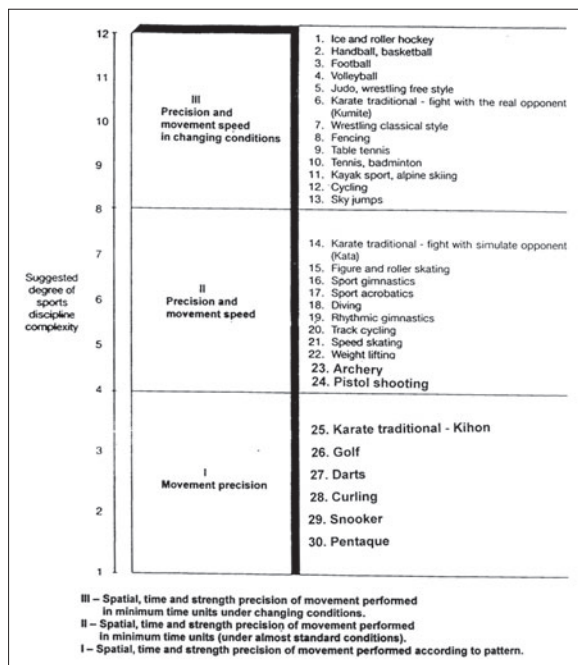 12
11
10
9
8
7
6
5
4
3
2
1
Suggested
degree of
sports
discipline
complexity
III
Precision and
movement speed
in changing conditions
II
Precision and
movement speed
I
Movement precision
1. Ice and roller hockey
2. Handball, basketball
3. Football
4. Volleyball
5. Judo, wrestling free style
6. Karate traditional - fight with the real opponent
(Kumite)
7. Wrestling classical style
8. Fencing
9. Table tennis
10. Tennis, badminton
11. Kayak sport, alpine skiing
12. Cycling
13. Sky jumps
14. Karate traditional - fight with simulate opponent
(Kata)
15. Figure and roller skating
16. Sport gimnastics
17. Sport acrobatics
18. Diving
19. Rhythmic gimnastics
20. Track cycling
21. Speed skating
22. Weight lifting
23. Archery
24. Pistol shooting
25. Karate traditional - Kihon
26. Golf
27. Darts
28. Curling
29. Snooker
30. Pentaque
III – Spatial, time and strength precision of movement performed
in minimum time units under changing conditions.
II – Spatial, time and strength precision of movement performed
in minimum time units (under almost standard conditions).
I – Spatial, time and strength precision of movement performed according to pattern.